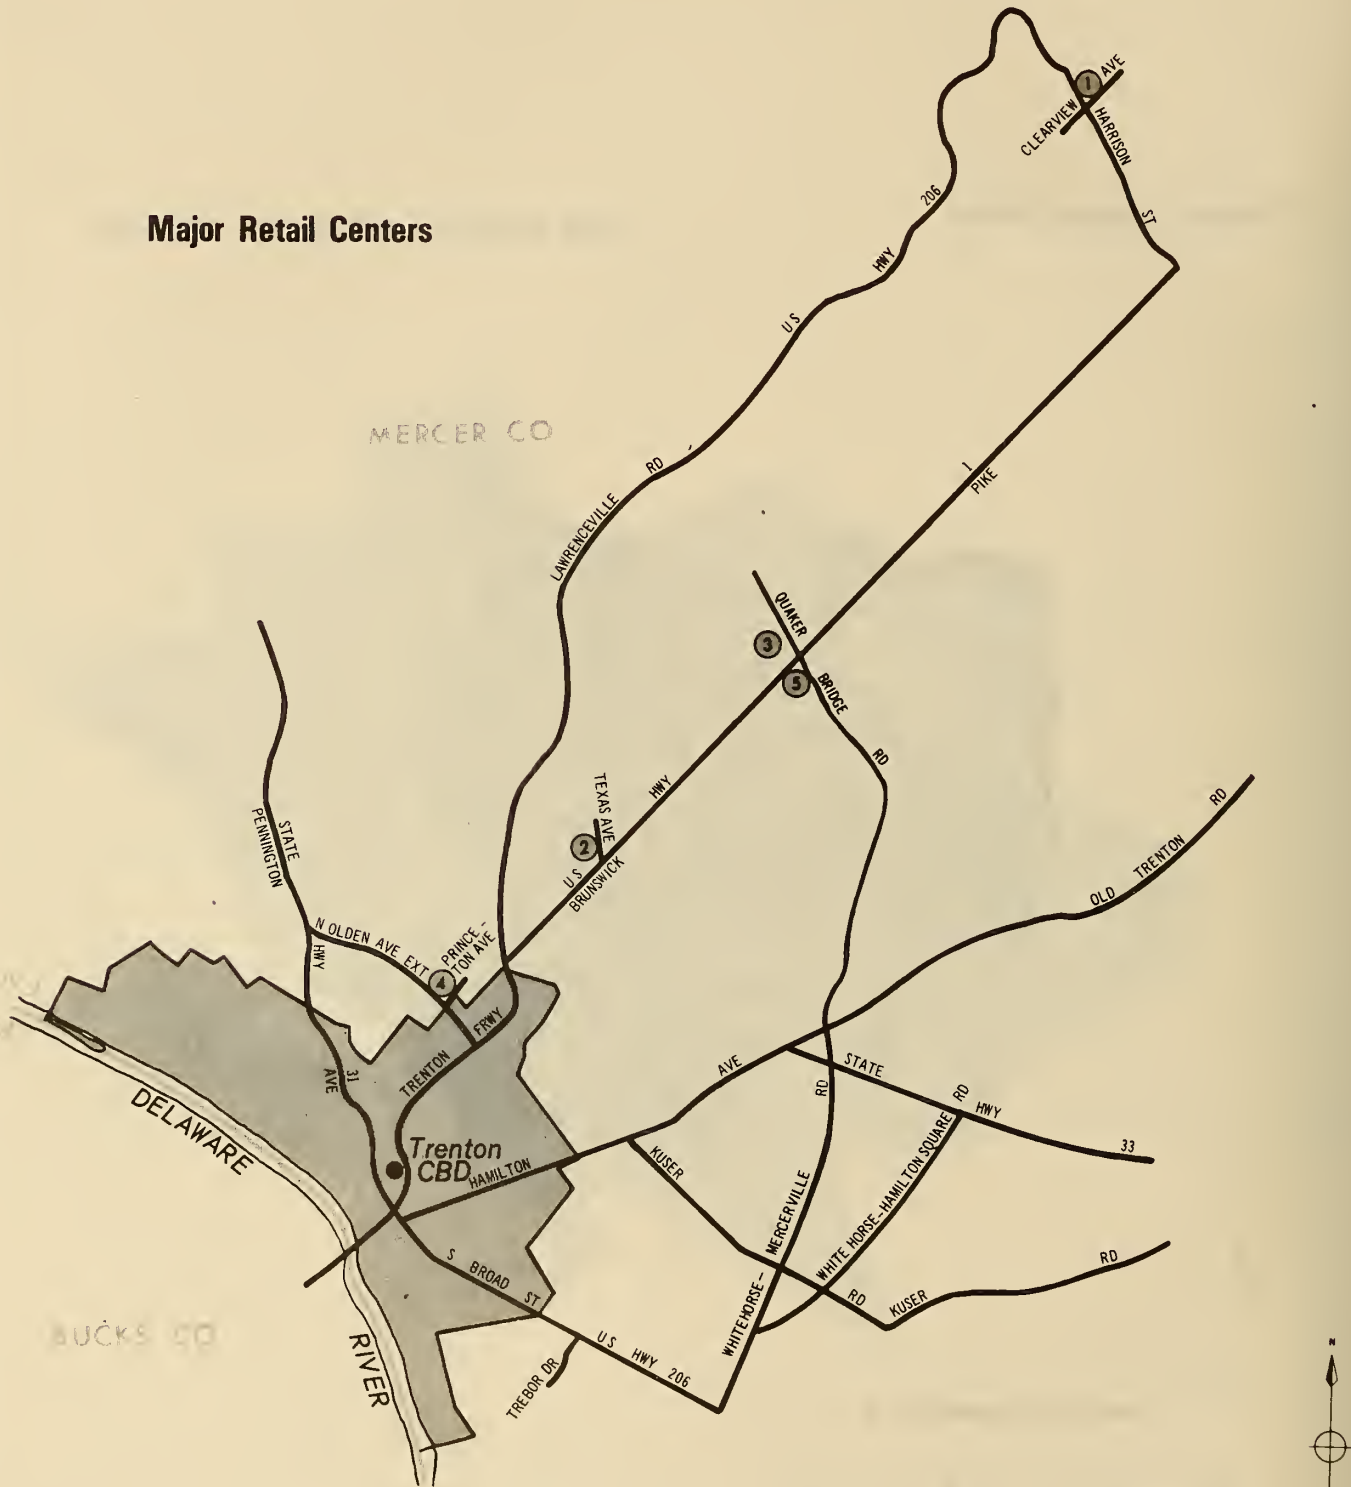 Major Retail Centers
1
CLEARVIEW AVE
HARRISON ST
U S HWY 206
MERCER CO
LAWRENCEVILLE RD
1
PIKE
QUAKER BRIDGE RD
3
5
TEXAS AVE
2
U S HWY
BRUNSWICK
STATE HWY 31
PENNINGTON AVE
N OLDEN AVE EXT
4
PRINCE-
TON AVE
TRENTON FRWY
OLD TRENTON RD
STATE HWY 33
DELAWARE RIVER
Trenton
CBD
HAMILTON AVE
KUSER RD
KUSER RD
WHITEHORSE-MERCERVILLE RD
WHITE HORSE-HAMILTON SQUARE RD
S BROAD ST
U S HWY 206
TREBOR DR
BUCKS CO
N